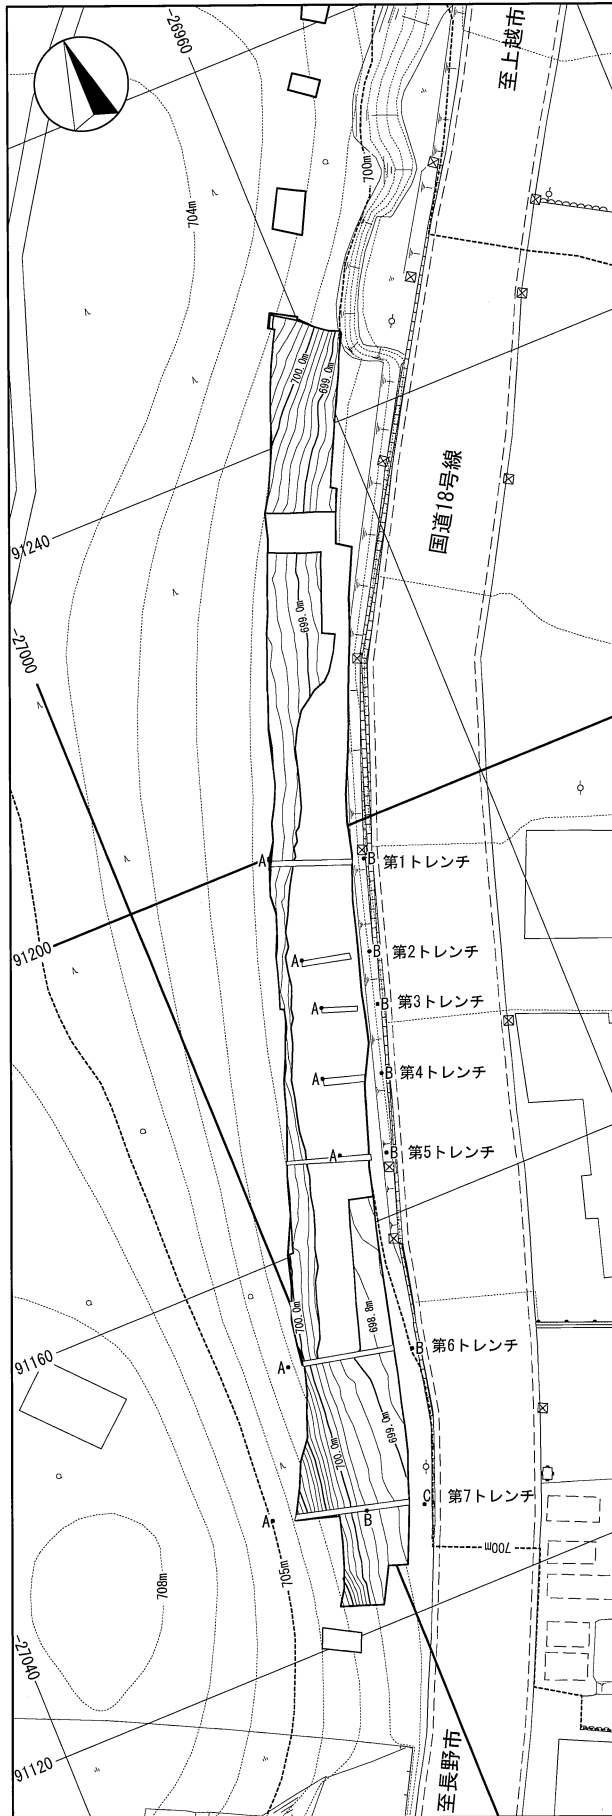 -26960
至上越市
700m
704m
700.0m
699.0m
国道18号線
91240
699.0m
-27000
A
B 第1トレンチ
91200
A
B 第2トレンチ
A
B 第3トレンチ
A
B 第4トレンチ
A
B 第5トレンチ
700.0m
698.8m
B 第6トレンチ
91160
A
700.0m
699.0m
C 第7トレンチ
B
A
700m
705m
708m
-27040
至長野市
91120